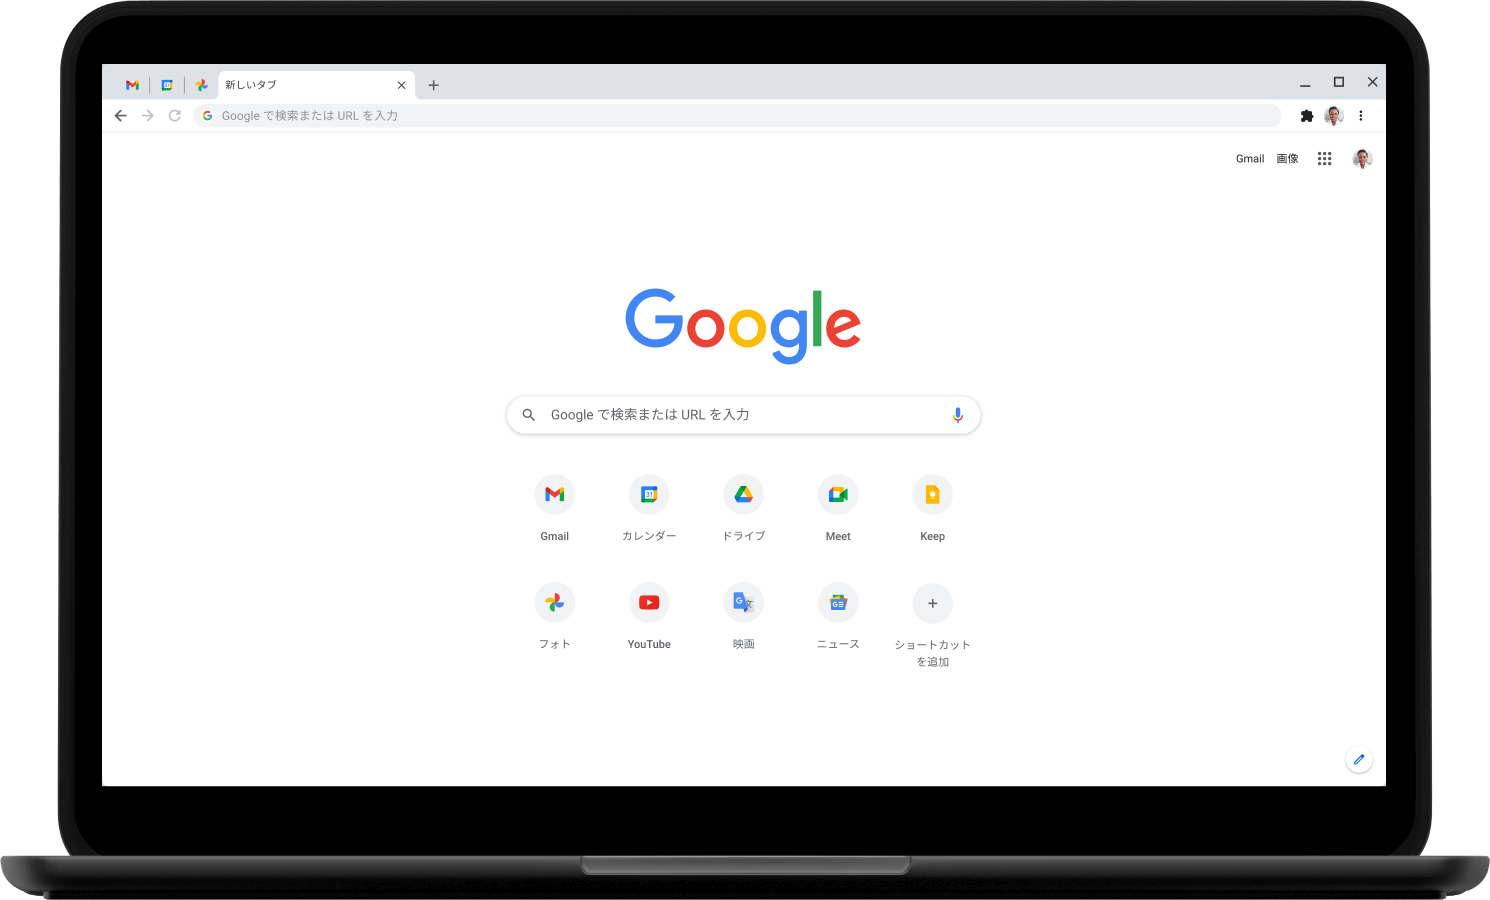 新しいタブ
Google で検索または URL を入力
Gmail 画像
Google
Google で検索または URL を入力
31
Gmail カレンダー ドライブ Meet Keep
フォト YouTube 映画 ニュース ショートカット
を追加